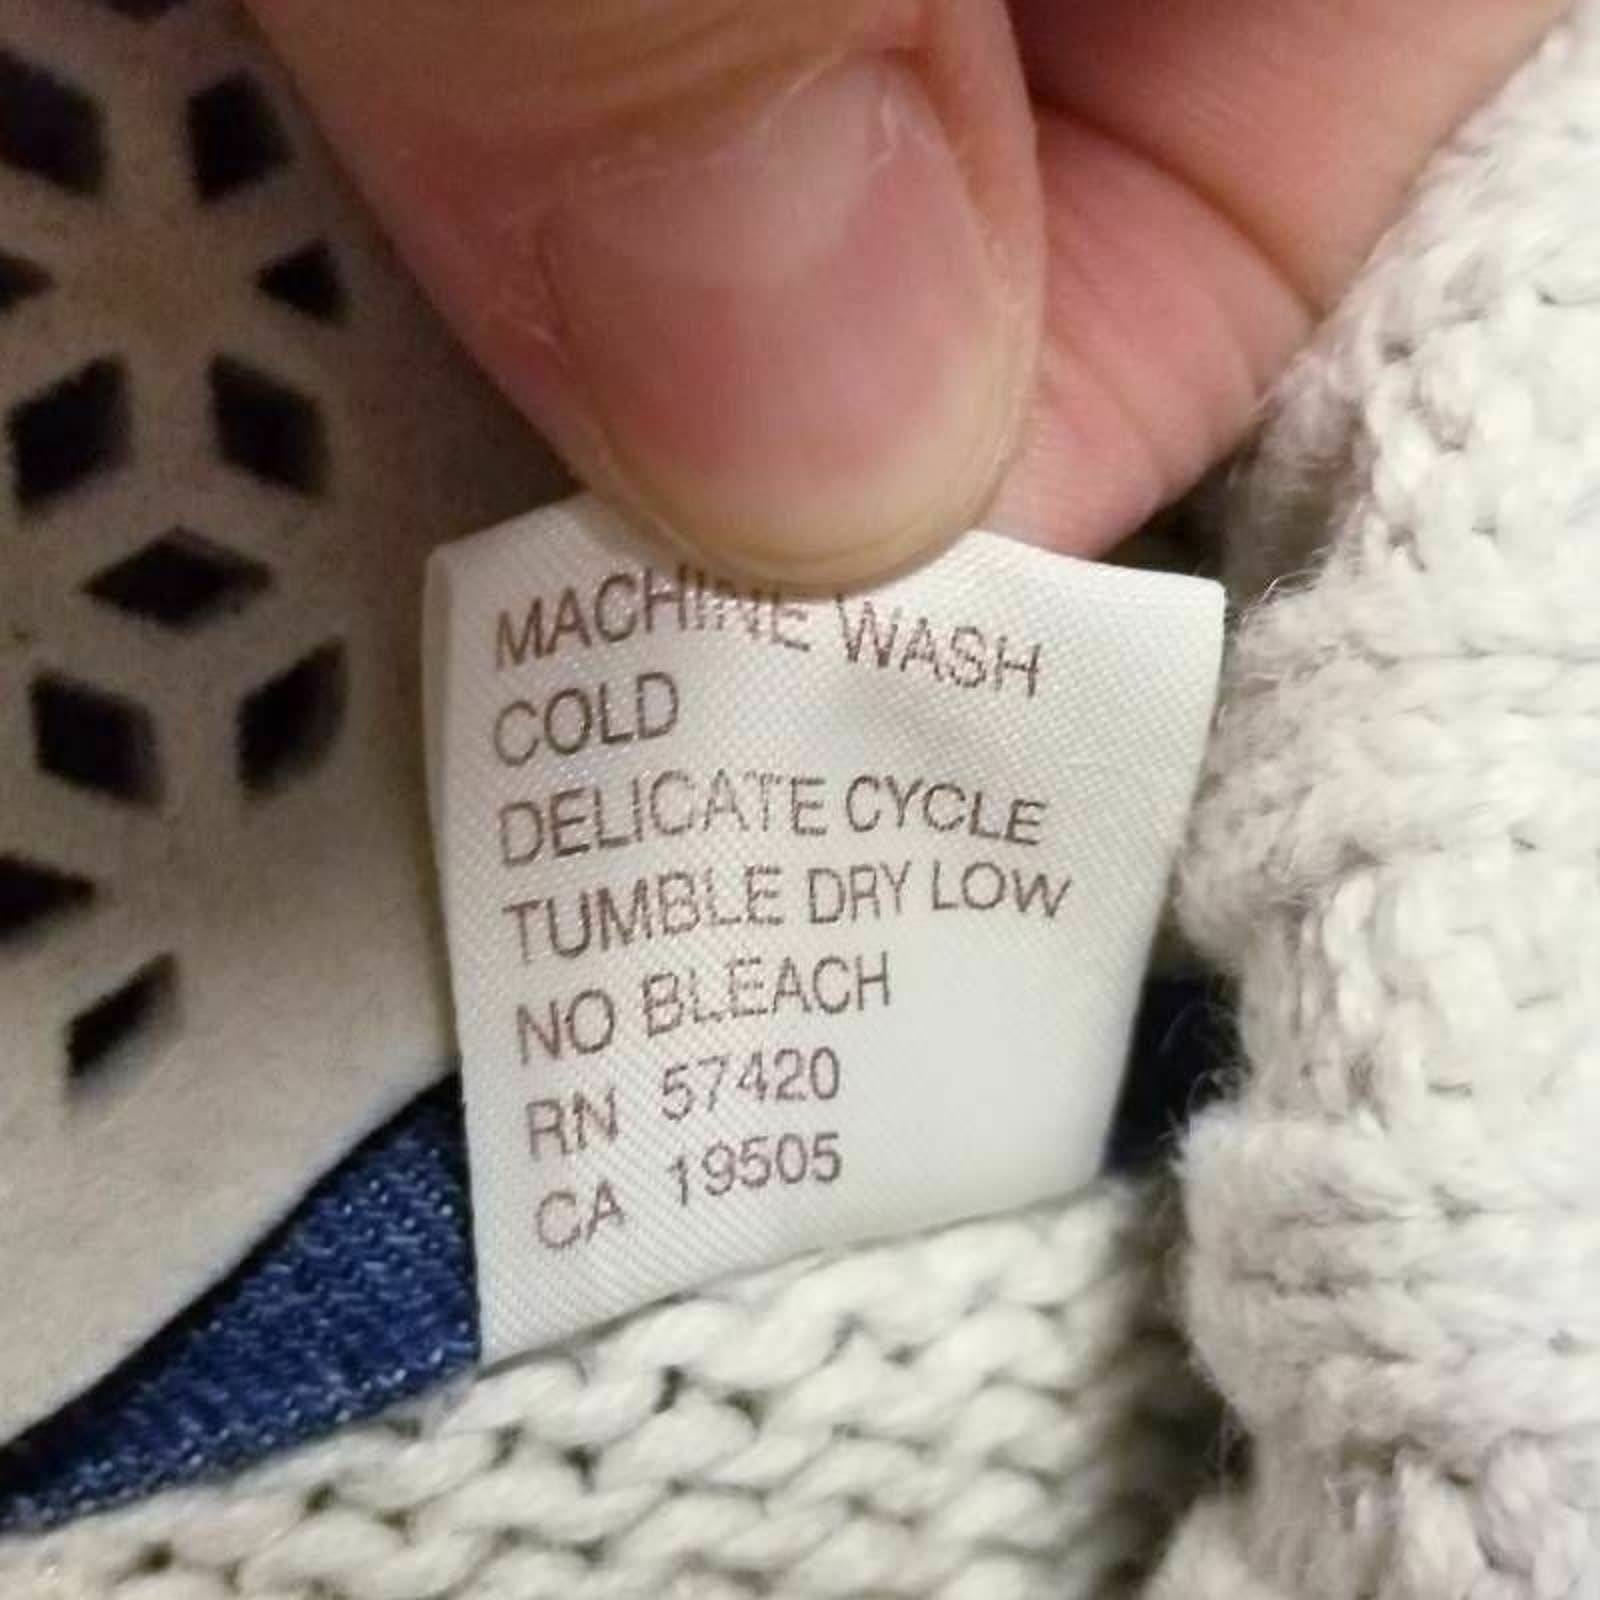 MACHINE WASH
COLD
DELICATE CYCLE
TUMBLE DRY LOW
NO BLEACH
RN 57420
CA 19505